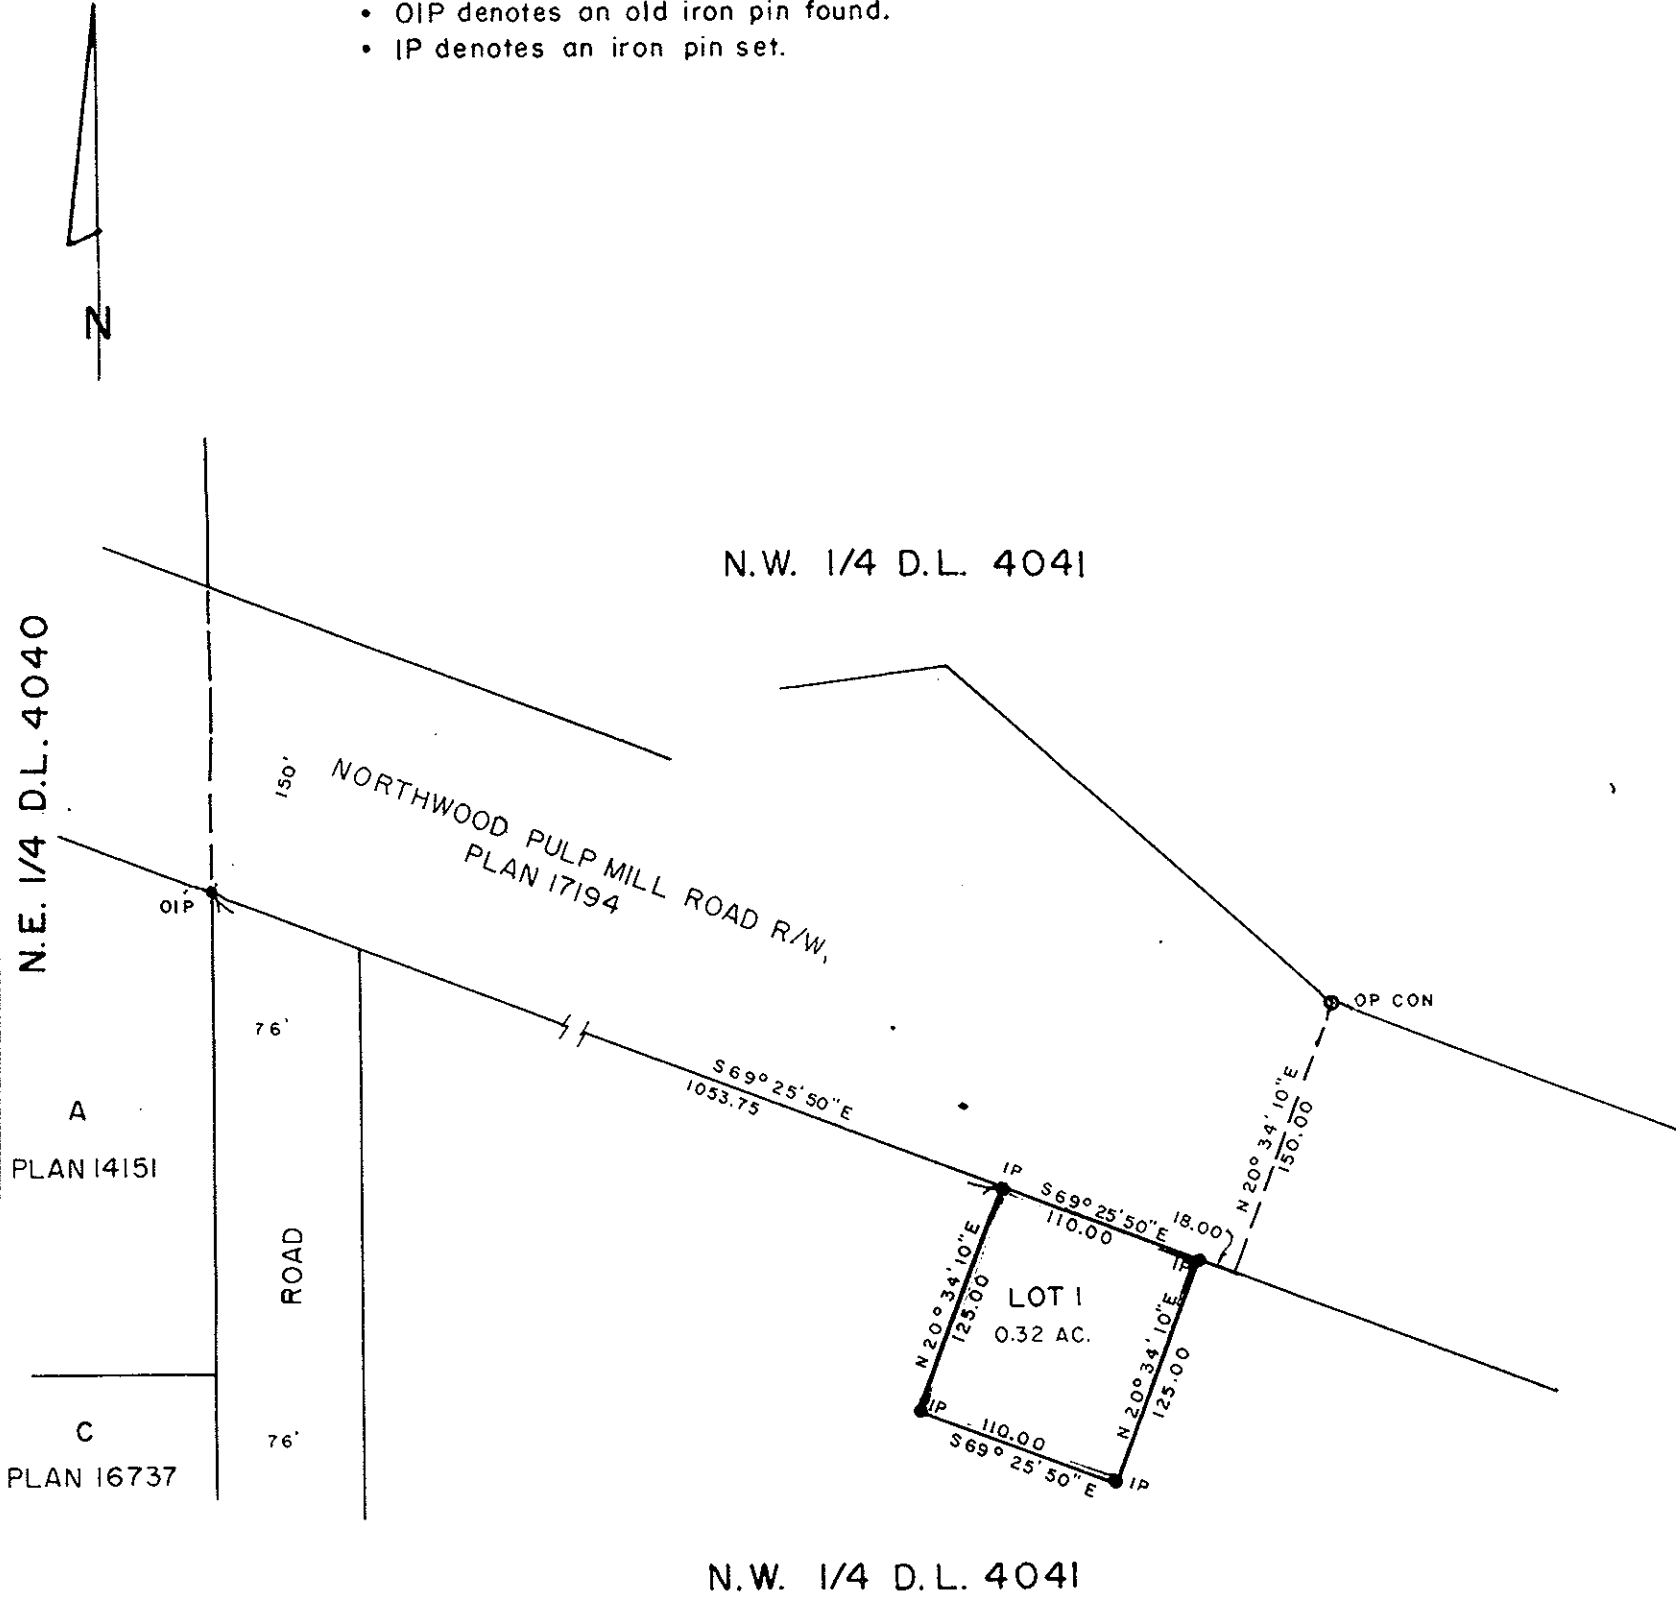 • OIP denotes an old iron pin found.
• IP denotes an iron pin set.
N
N.W. 1/4 D.L. 4041
N.E. 1/4 D.L. 4040
150'
NORTHWOOD PULP MILL ROAD R/W,
PLAN 17194
OIP
OP CON
76'
S 69° 25' 50" E
1053.75
N 20° 34' 10" E
150.00
A
PLAN 14151
IP
S 69° 25' 50" E
110.00
18.00
IP
ROAD
N 20° 34' 10" E
125.00
LOT 1
0.32 AC.
N 20° 34' 10" E
125.00
IP
110.00
S 69° 25' 50" E
IP
C
PLAN 16737
76'
N.W. 1/4 D.L. 4041